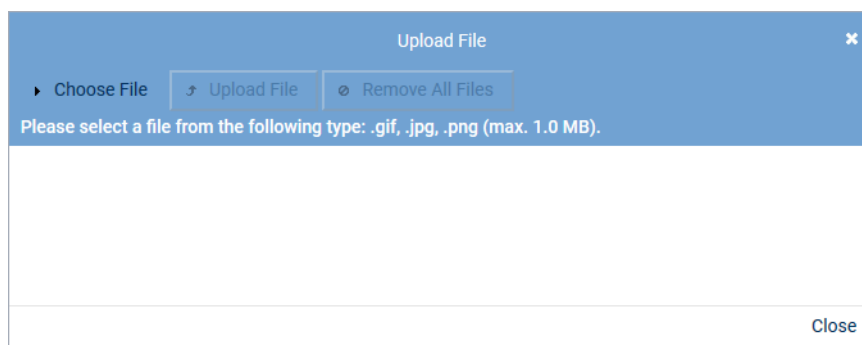 Upload File
Choose File Upload File Remove All Files
Please select a file from the following type: .gif, .jpg, .png (max. 1.0 MB).
Close